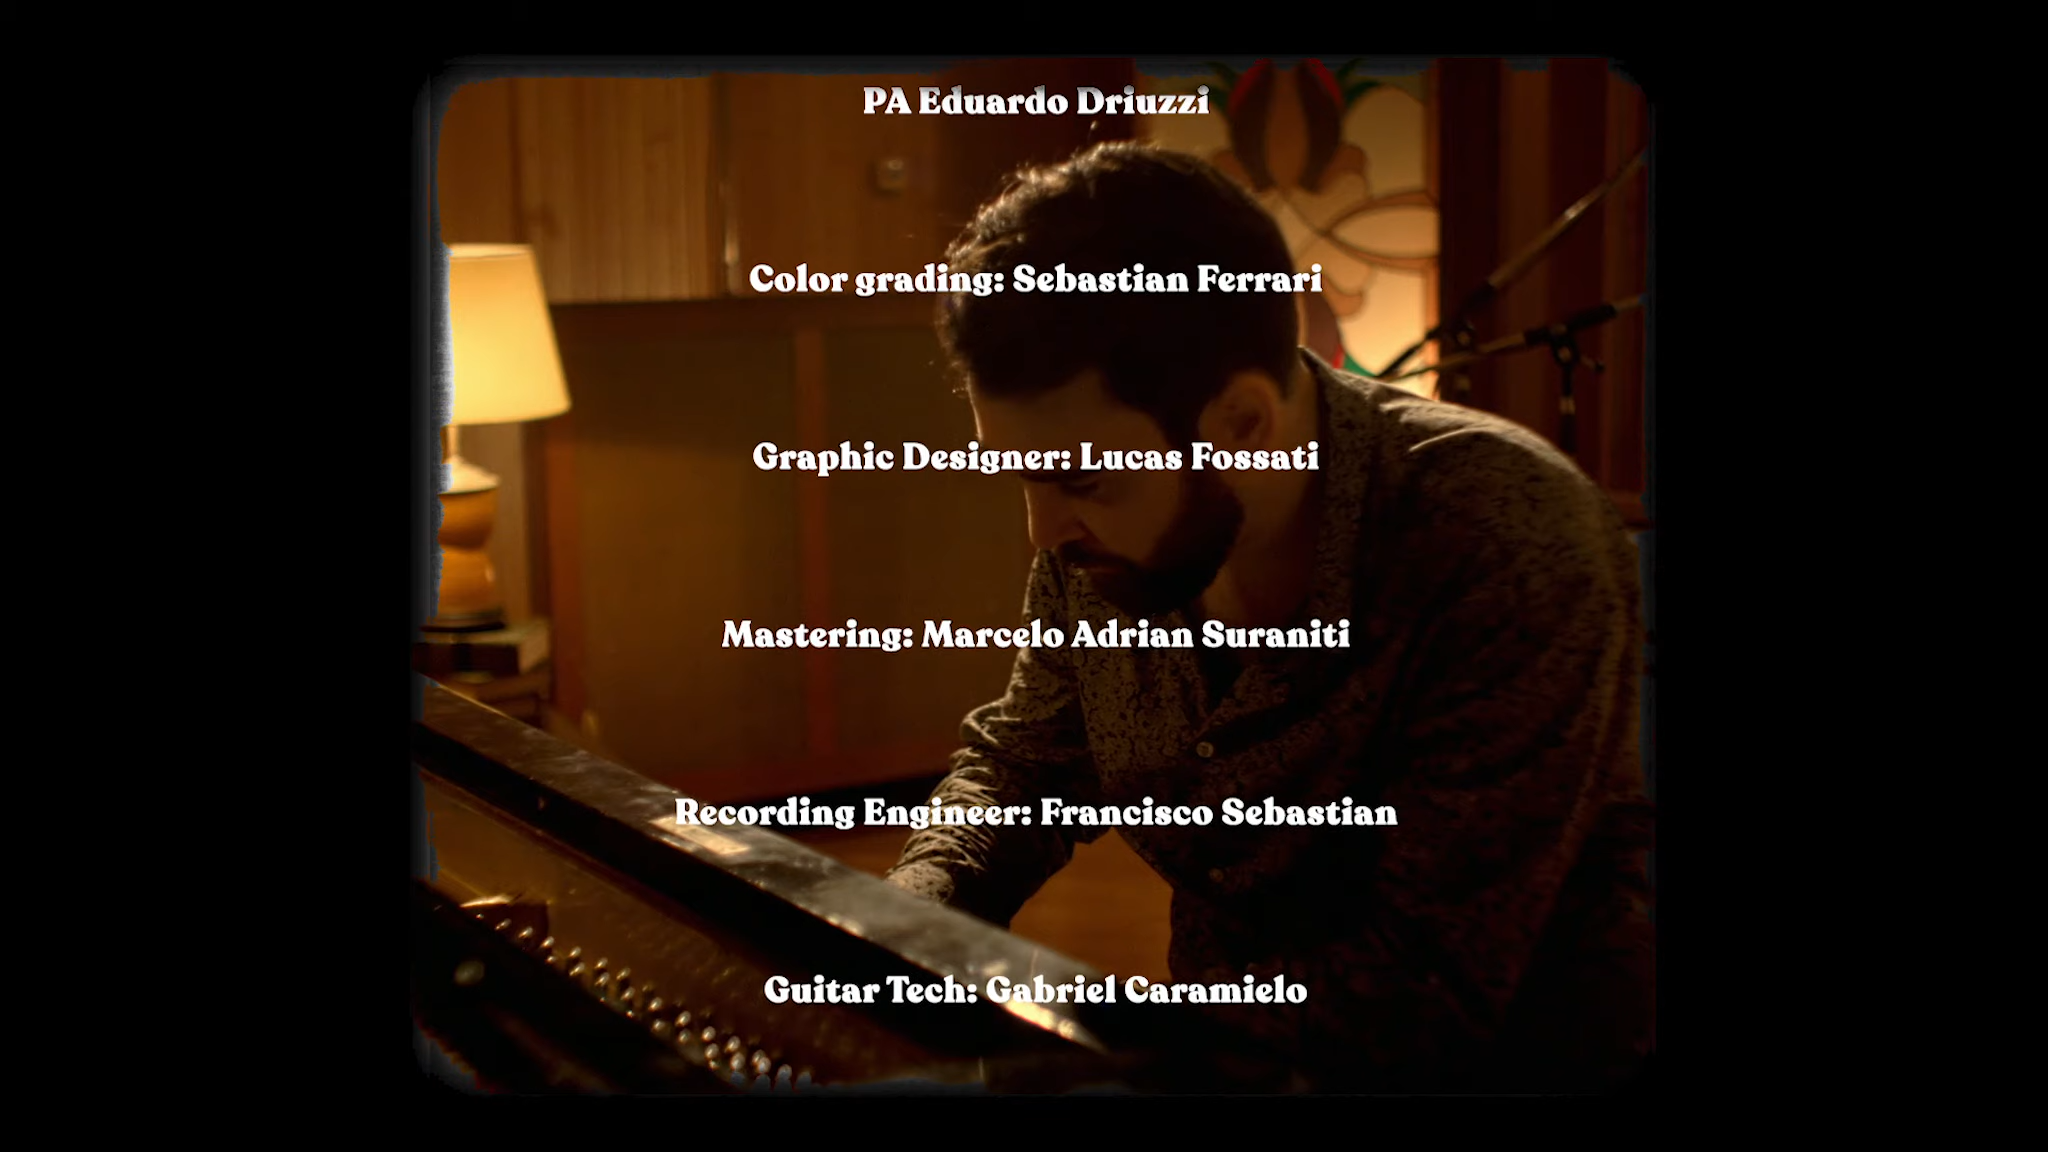 PA Eduardo Driuzzi
Color grading: Sebastian Ferrari
Graphic Designer: Lucas Fossati
Mastering: Marcelo Adrian Suraniti
Recording Engineer: Francisco Sebastian
Guitar Tech: Gabriel Caramielo